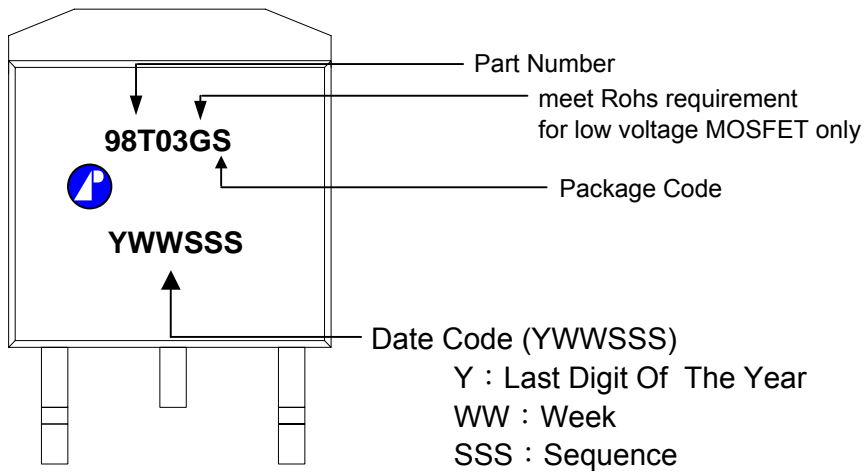 Part Number
meet Rohs requirement
for low voltage MOSFET only
98T03GS
Package Code
YWWSSS
Date Code (YWWSSS)
Y：Last Digit Of The Year
WW：Week
SSS：Sequence